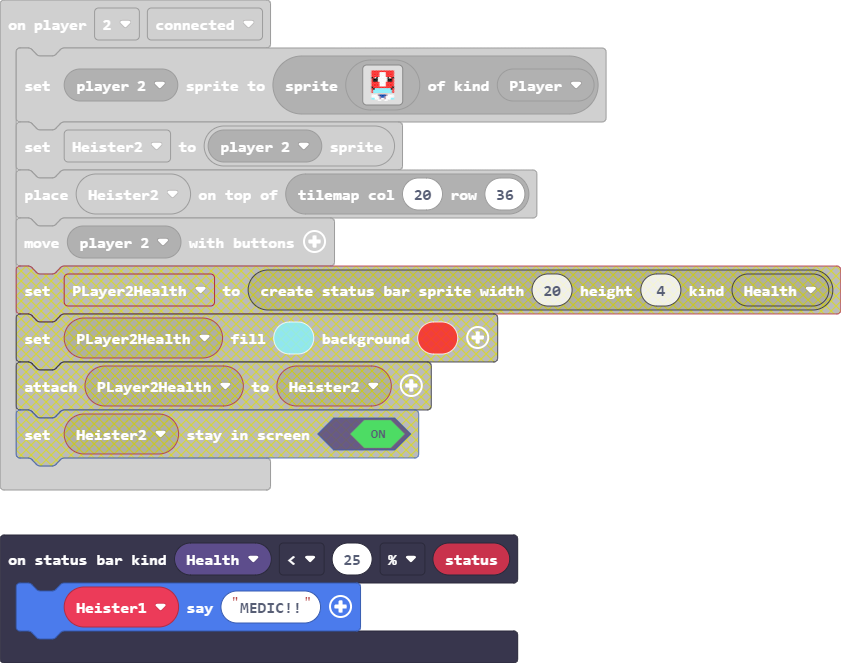 on player 2 connected
set player 2 sprite to sprite of kind Player
set Heister2 to player 2 sprite
place Heister2 on top of tilemap col 20 row 36
move player 2 with buttons
set PLayer2Health to create status bar sprite width 20 height 4 kind Health
set PLayer2Health fill background
attach PLayer2Health to Heister2
set Heister2 stay in screen ON
on status bar kind Health < 25 % status
Heister1 say "MEDIC!!"